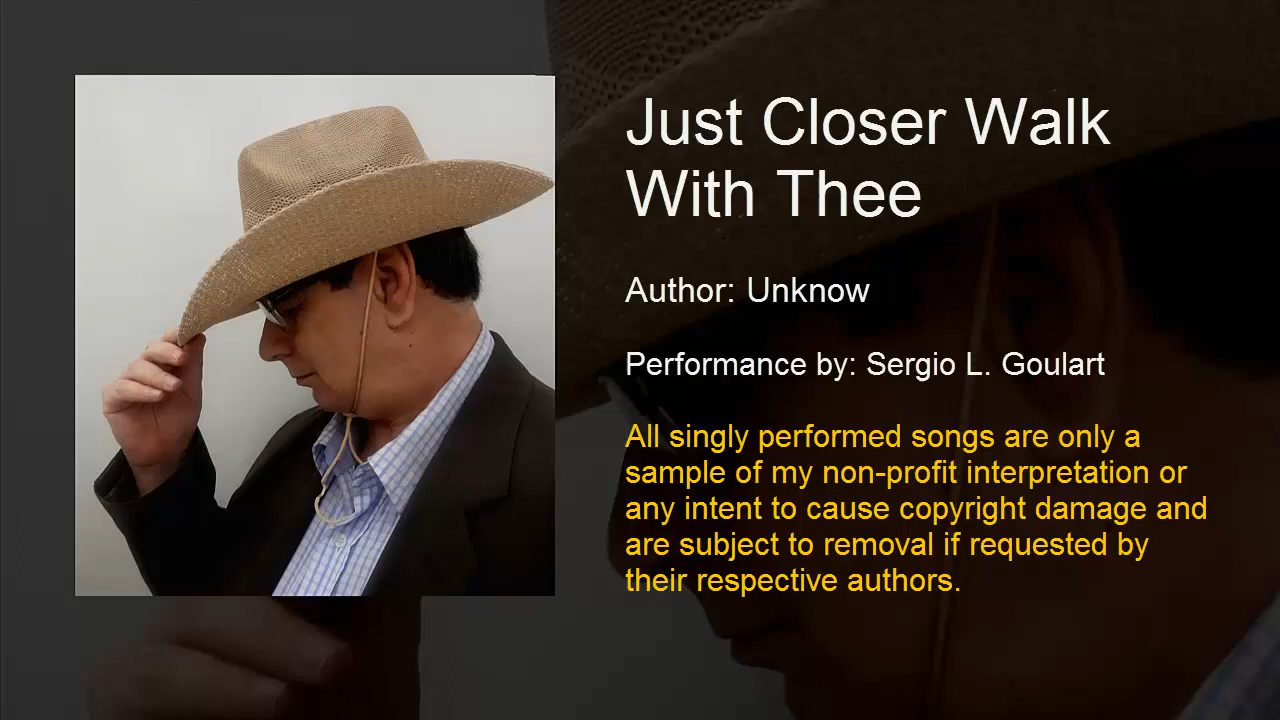 Just Closer Walk
With Thee
Author: Unknow
Performance by: Sergio L. Goulart
All singly performed songs are only a
sample of my non-profit interpretation or
any intent to cause copyright damage and
are subject to removal if requested by
their respective authors.